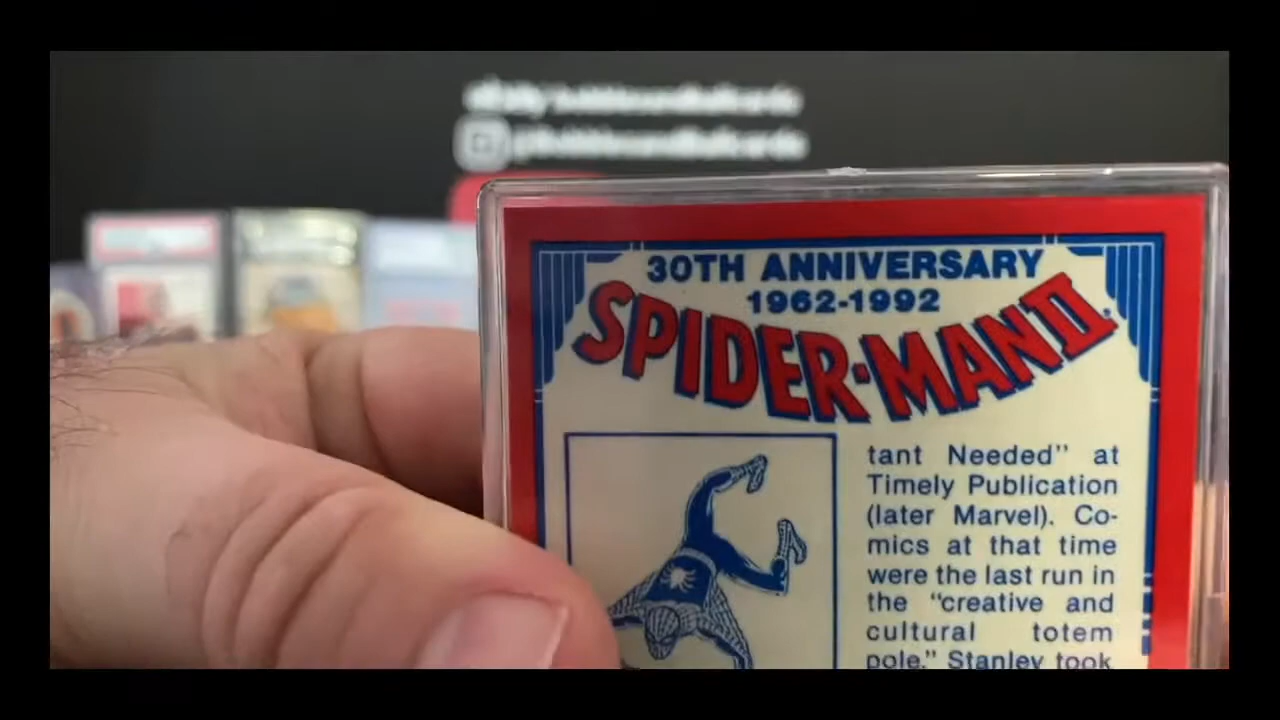 30TH ANNIVERSARY
1962-1992
SPIDER-MAN II
tant Needed" at
Timely Publication
(later Marvel). Co-
mics at that time
were the last run in
the "creative and
cultural totem
pole." Stanley took